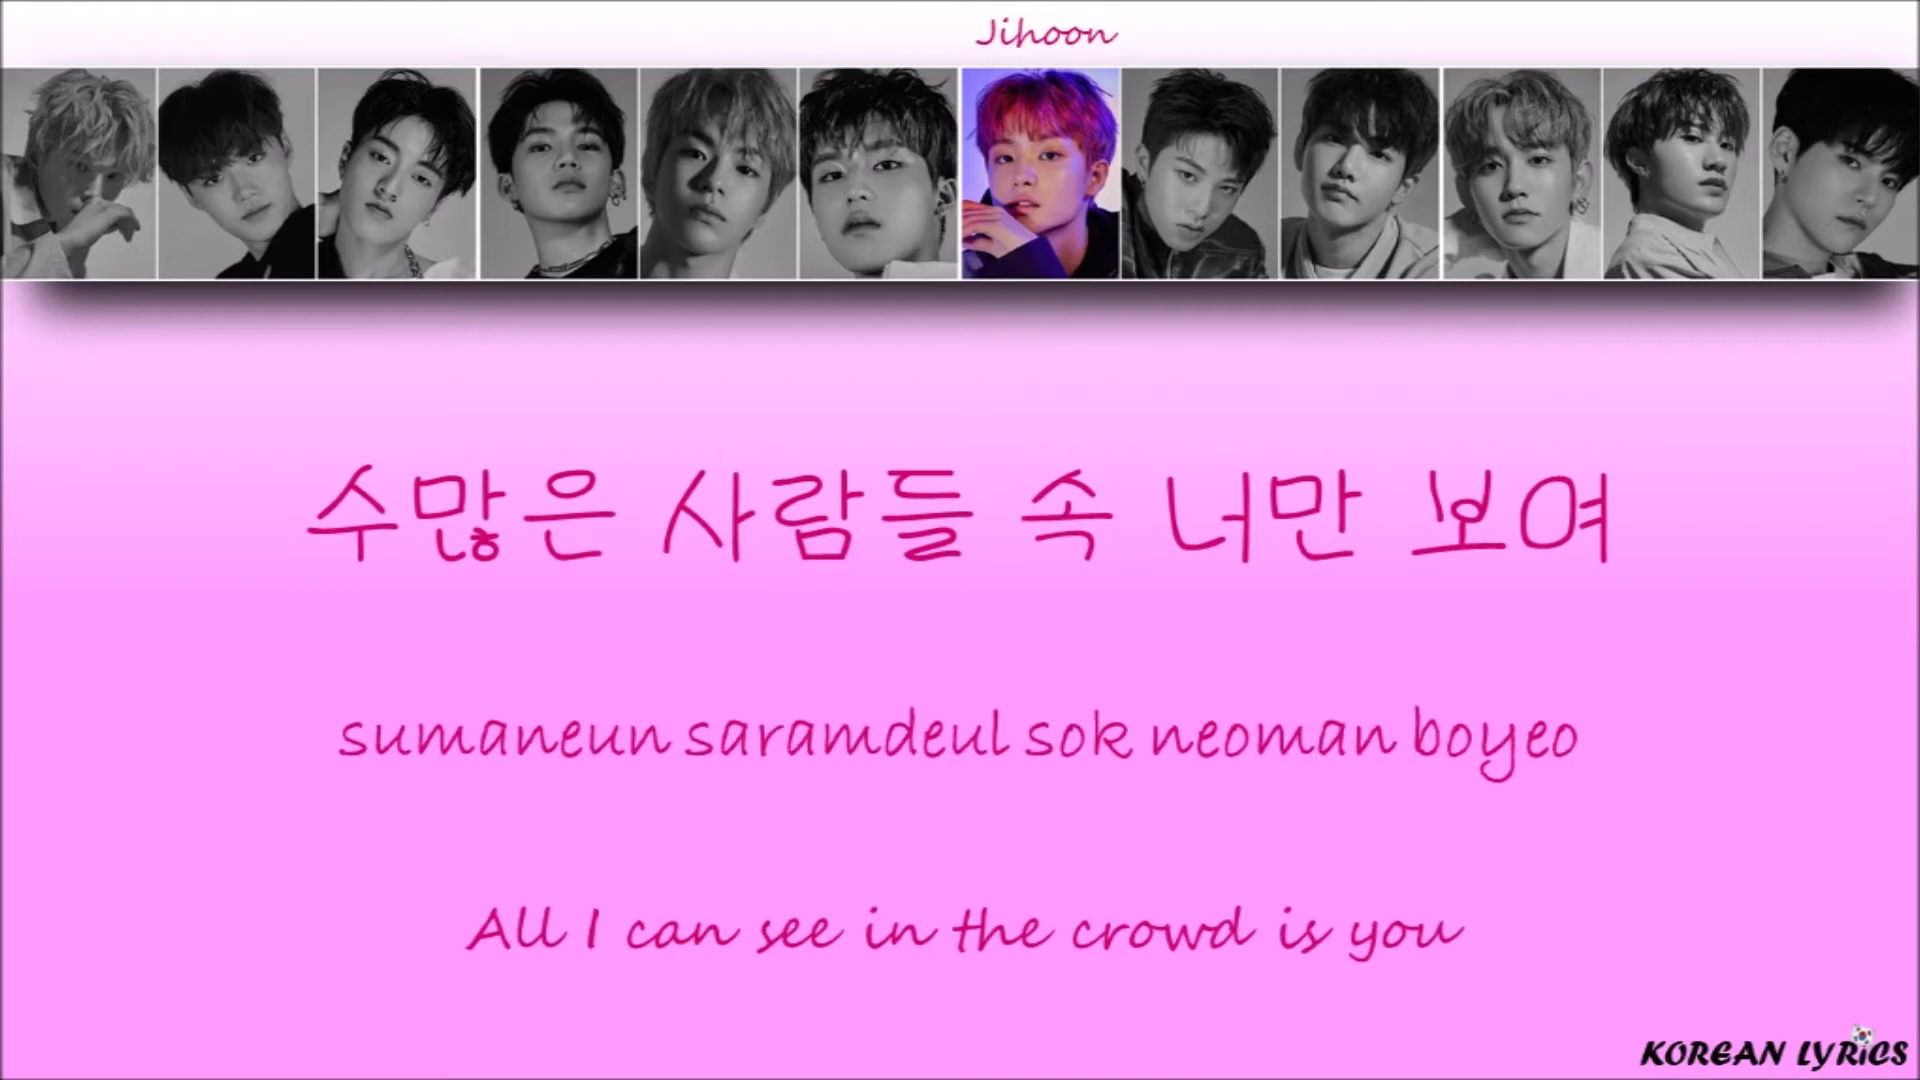 Jihoon
수많은 사람들 속 너만 보여
sumaneun saramdeul sok neoman boyeo
All I can see in the crowd is you
KOREAN LYRICS